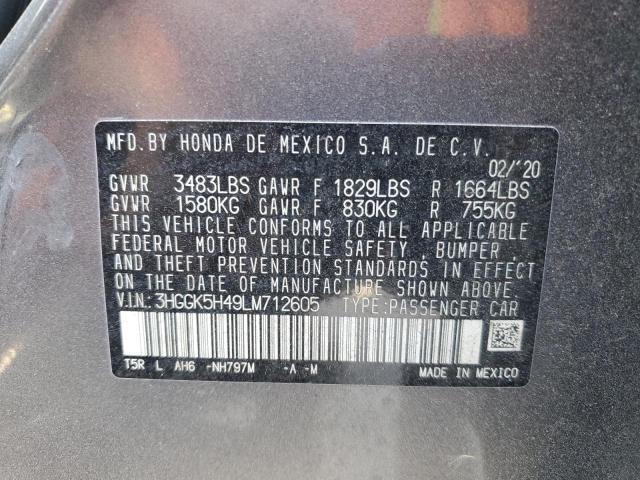 MFD. BY HONDA DE MEXICO S.A. DE C.V.
02/'20
GVWR 3483LBS GAWR F 1829LBS R 1664LBS
GVWR 1580KG GAWR F 830KG R 755KG
THIS VEHICLE CONFORMS TO ALL APPLICABLE
FEDERAL MOTOR VEHICLE SAFETY, BUMPER,
AND THEFT PREVENTION STANDARDS IN EFFECT
ON THE DATE OF MANUFACTURE SHOWN ABOVE.
V.I.N.: 3HGGK5H49LM712605 TYPE: PASSENGER CAR
T5R L AH6 -NH797M -A -M MADE IN MEXICO